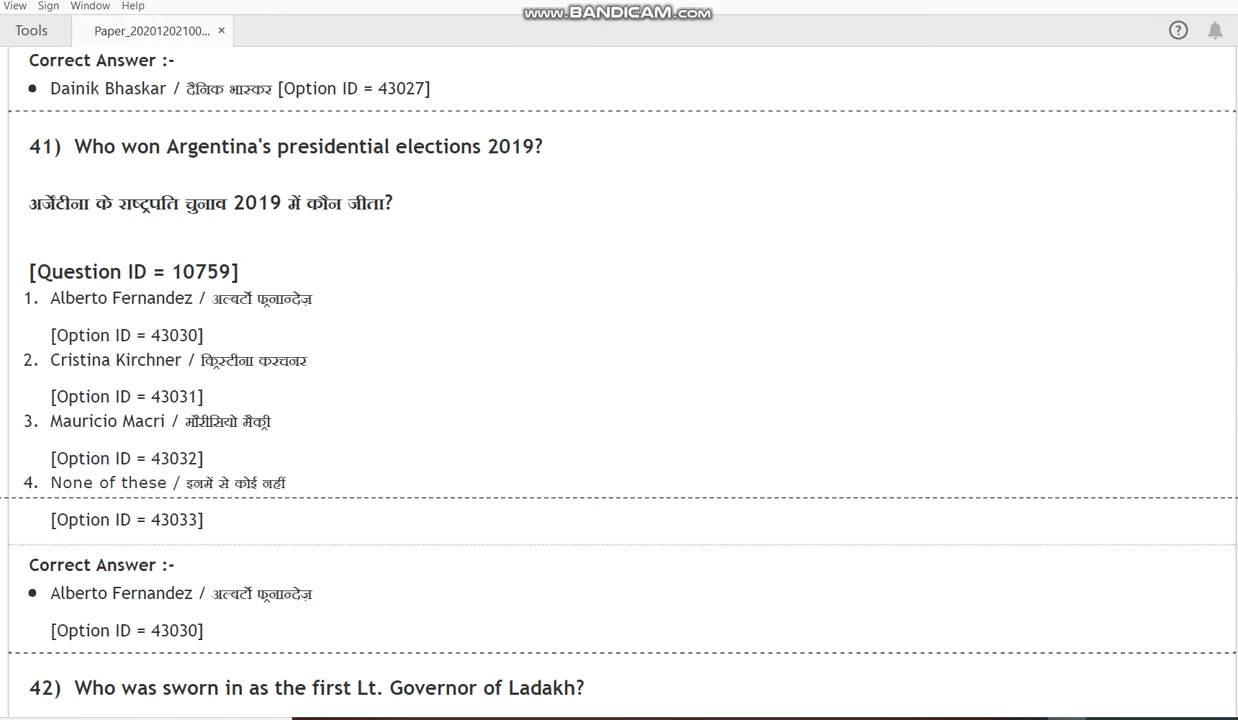 View Sign Window Help
www.BANDICAM.com
Tools Paper_20201202100... ×
Correct Answer :-
Dainik Bhaskar / दैनिक भास्कर [Option ID = 43027]
41) Who won Argentina's presidential elections 2019?
अर्जेंटीना के राष्ट्रपति चुनाव 2019 में कौन जीता?
[Question ID = 10759]
1. Alberto Fernandez / अल्बर्टो फ्रनान्देज़
[Option ID = 43030]
2. Cristina Kirchner / क्रिस्टीना करचनर
[Option ID = 43031]
3. Mauricio Macri / मौरीसियो मैक्री
[Option ID = 43032]
4. None of these / इनमें से कोई नहीं
[Option ID = 43033]
Correct Answer :-
Alberto Fernandez / अल्बर्टो फ्रनान्देज़
[Option ID = 43030]
42) Who was sworn in as the first Lt. Governor of Ladakh?